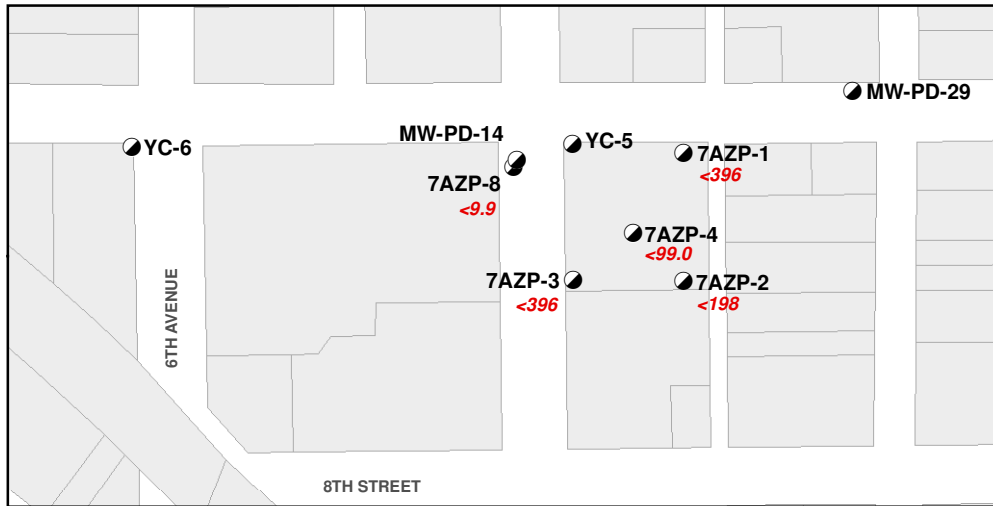 MW-PD-29
MW-PD-14
YC-5
YC-6
7AZP-1
<396
7AZP-8
<9.9
7AZP-4
<99.0
7AZP-3
<396
7AZP-2
<198
6TH AVENUE
8TH STREET